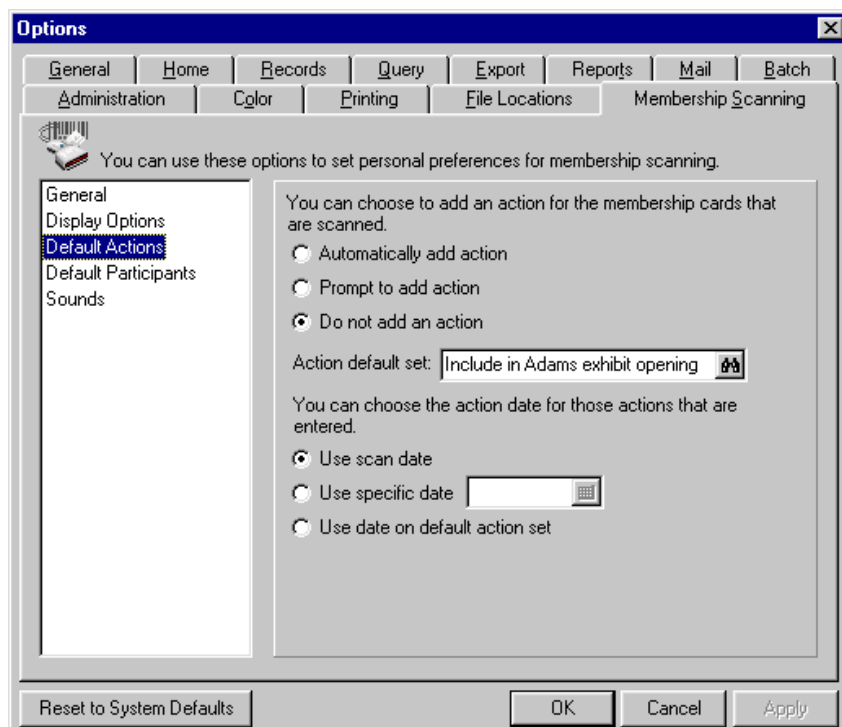 Options
General Home Records Query Export Reports Mail Batch
Administration Color Printing File Locations Membership Scanning
You can use these options to set personal preferences for membership scanning.
General
Display Options
Default Actions
Default Participants
Sounds
You can choose to add an action for the membership cards that
are scanned.
Automatically add action
Prompt to add action
Do not add an action
Action default set: Include in Adams exhibit opening
You can choose the action date for those actions that are
entered.
Use scan date
Use specific date
Use date on default action set
Reset to System Defaults OK Cancel Apply